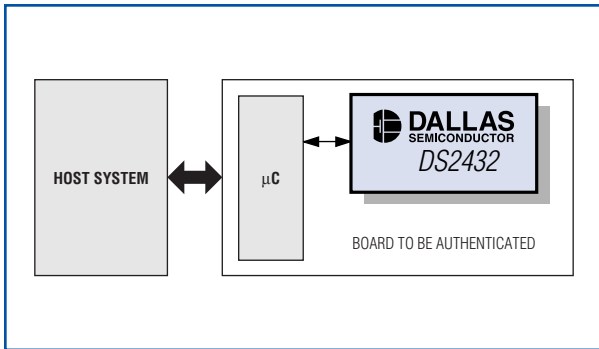 HOST SYSTEM
µC
DALLAS
SEMICONDUCTOR
DS2432
BOARD TO BE AUTHENTICATED